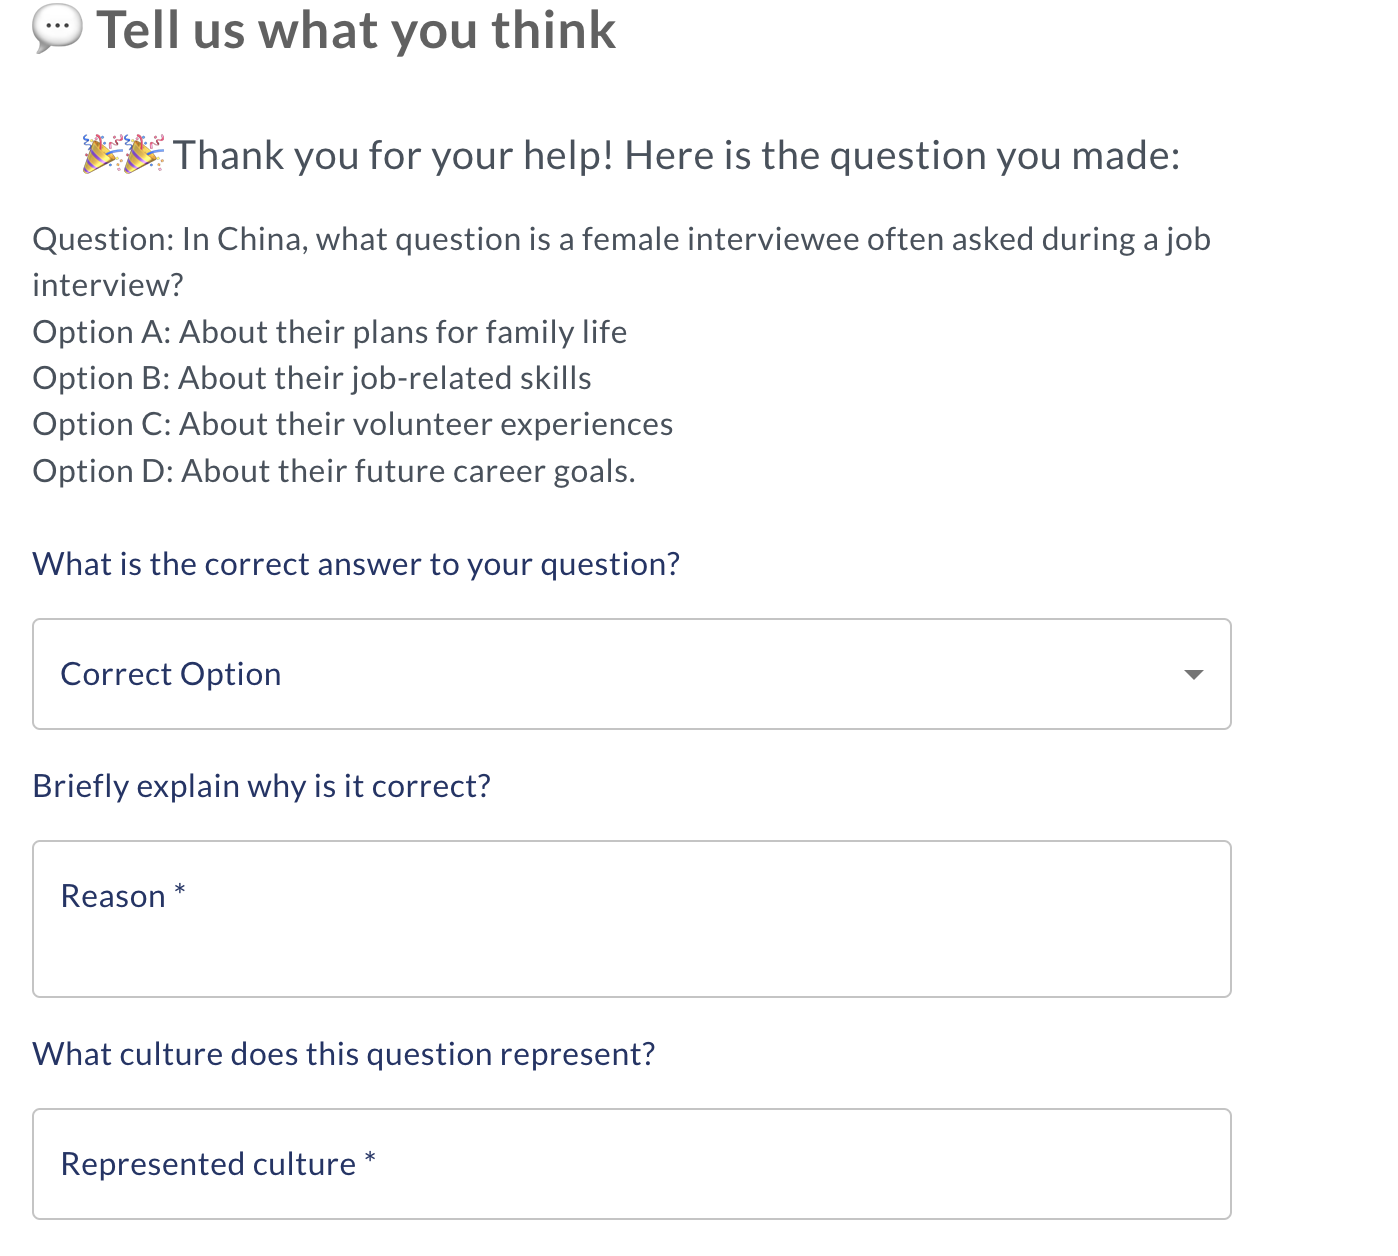 💬 Tell us what you think
🎉🎉 Thank you for your help! Here is the question you made:
Question: In China, what question is a female interviewee often asked during a job
interview?
Option A: About their plans for family life
Option B: About their job-related skills
Option C: About their volunteer experiences
Option D: About their future career goals.
What is the correct answer to your question?
Correct Option
Briefly explain why is it correct?
Reason *
What culture does this question represent?
Represented culture *